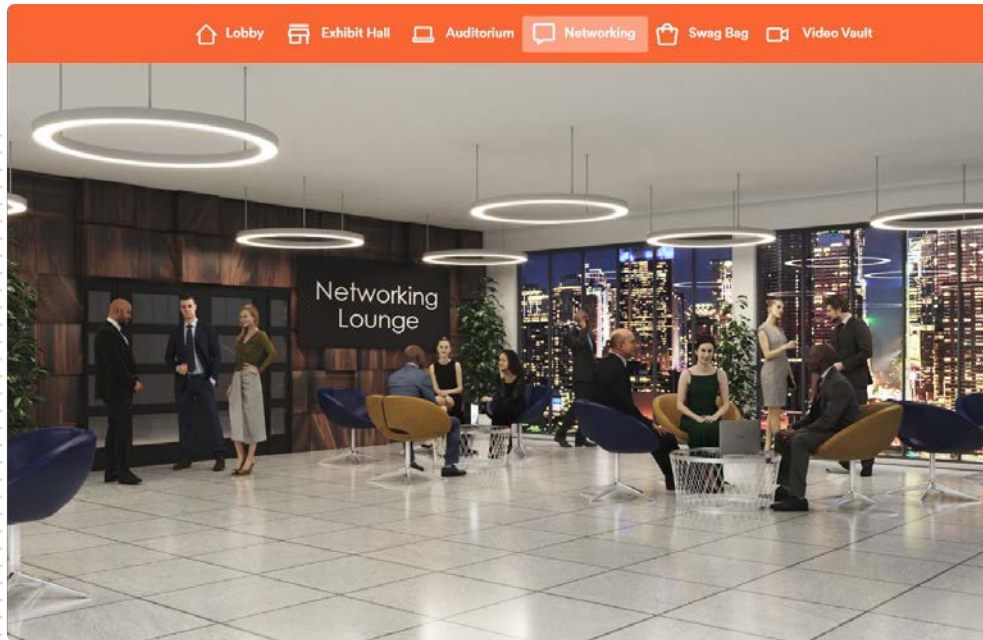 Lobby
Exhibit Hall
Auditorium
Networking
Swag Bag
Video Vault
Networking
Lounge